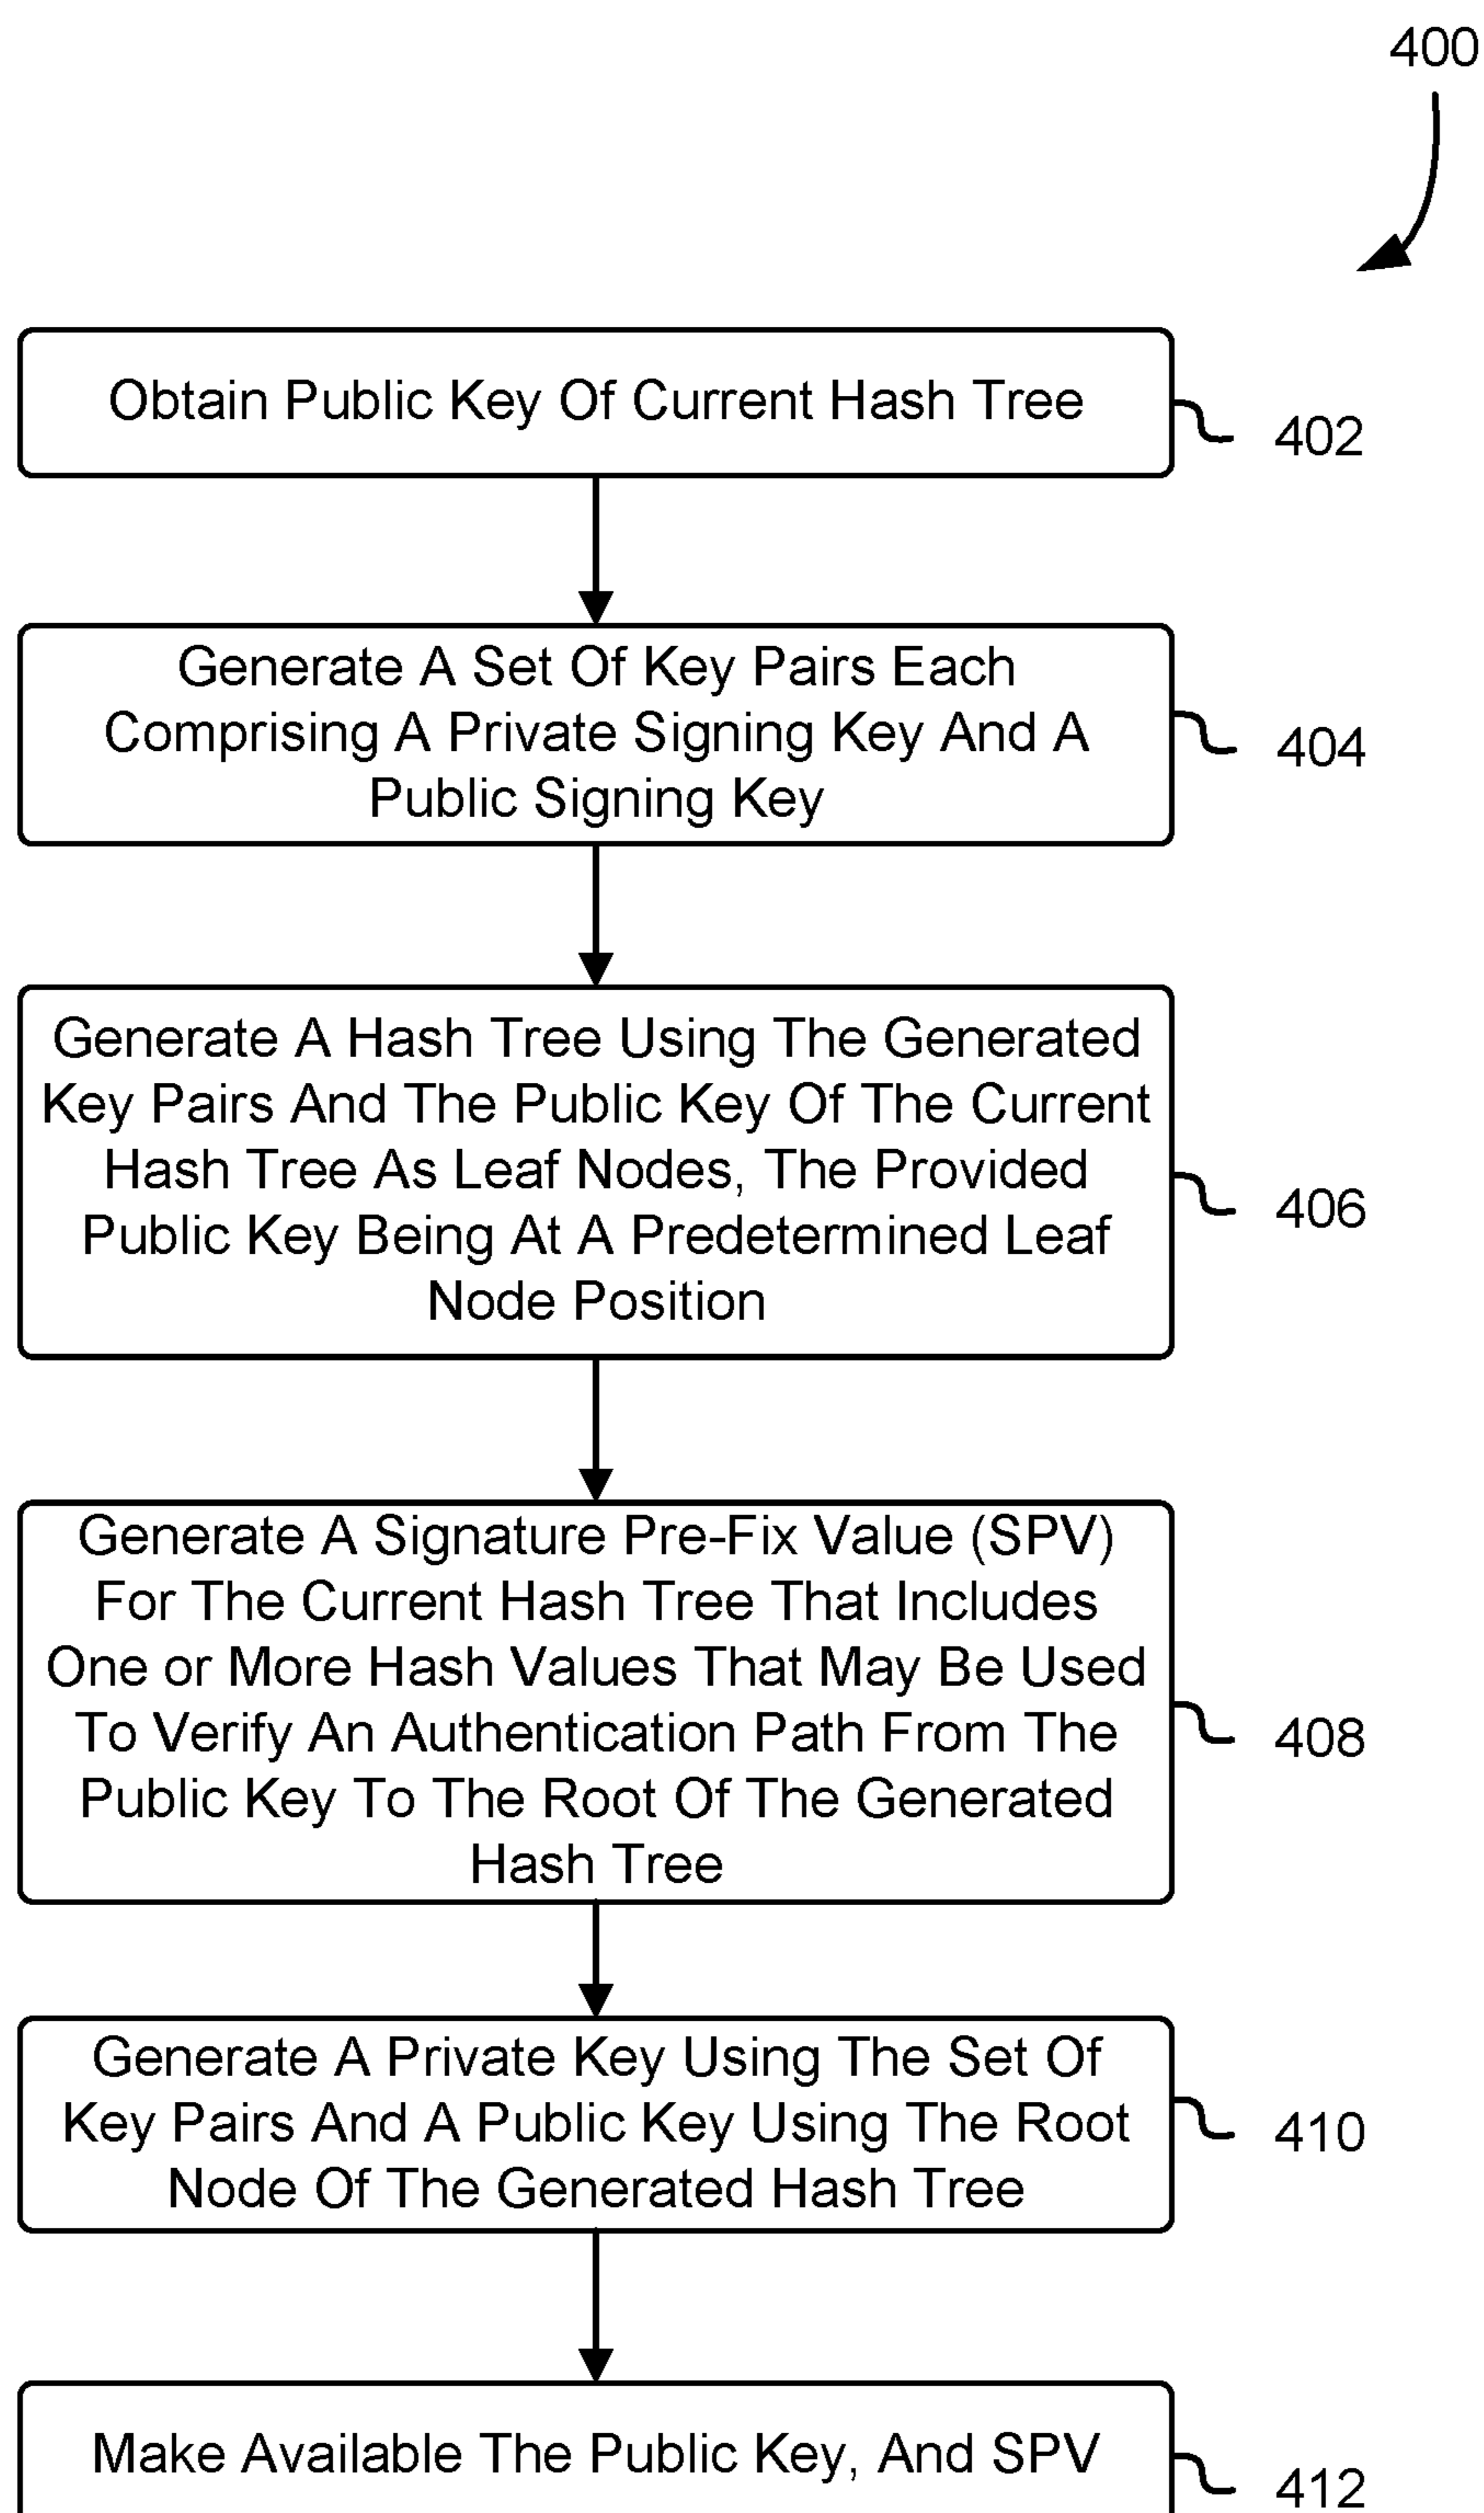 400
Obtain Public Key Of Current Hash Tree
402
Generate A Set Of Key Pairs Each
Comprising A Private Signing Key And A
Public Signing Key
404
Generate A Hash Tree Using The Generated
Key Pairs And The Public Key Of The Current
Hash Tree As Leaf Nodes, The Provided
Public Key Being At A Predetermined Leaf
Node Position
406
Generate A Signature Pre-Fix Value (SPV)
For The Current Hash Tree That Includes
One or More Hash Values That May Be Used
To Verify An Authentication Path From The
Public Key To The Root Of The Generated
Hash Tree
408
Generate A Private Key Using The Set Of
Key Pairs And A Public Key Using The Root
Node Of The Generated Hash Tree
410
Make Available The Public Key, And SPV
412